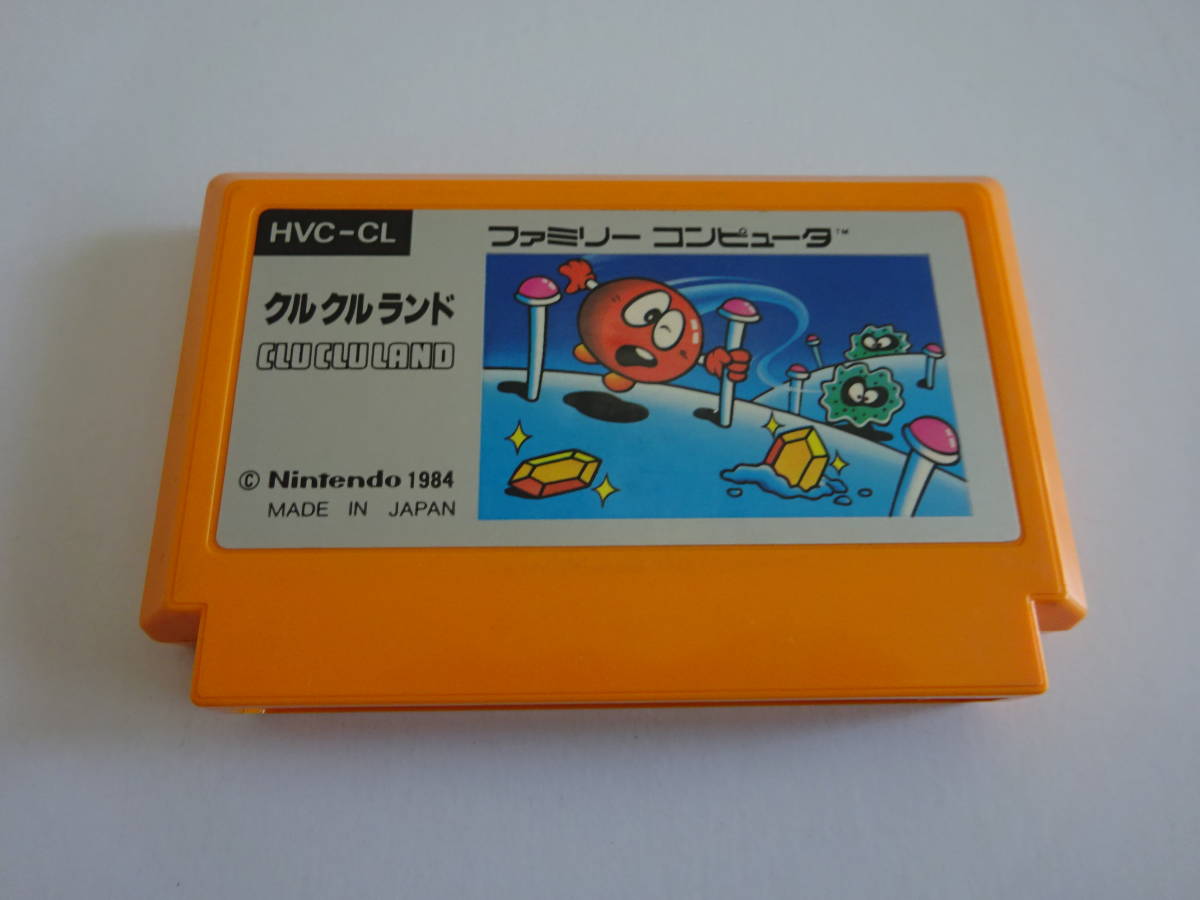 HVC-CL
ファミリー コンピュータ™
クルクルランド
CLU CLU LAND
© Nintendo 1984
MADE IN JAPAN